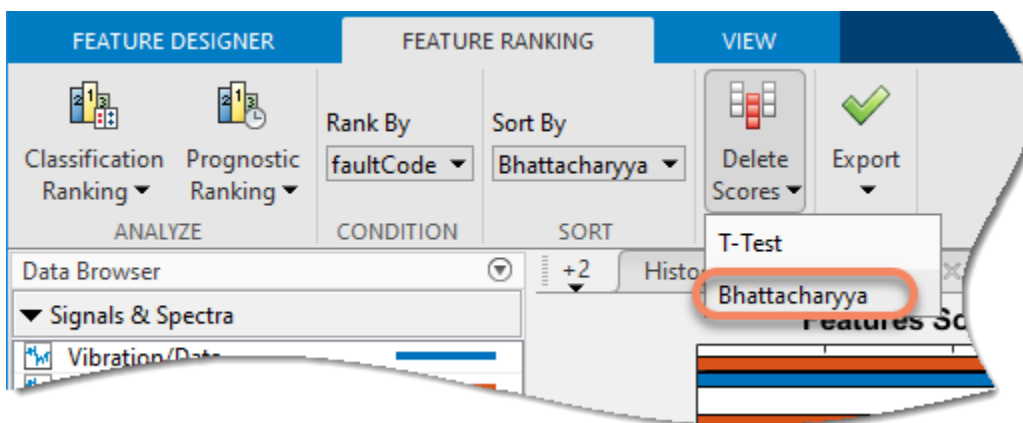 FEATURE DESIGNER FEATURE RANKING VIEW
Classification Ranking
Prognostic Ranking
Rank By
faultCode
Sort By
Bhattacharyya
Delete Scores
Export
ANALYZE CONDITION SORT
T-Test
Bhattacharyya
Data Browser
+2
Histo
Signals & Spectra
Features Sc
Vibration/Data